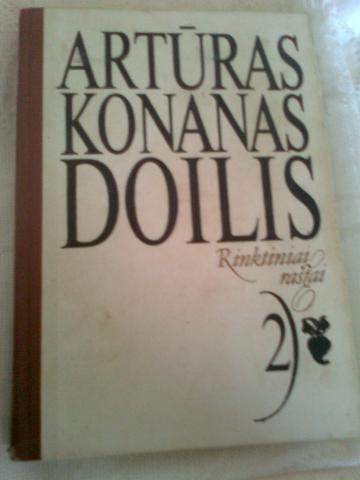 ARTŪRAS
KONANAS
DOILIS
Rinktiniai
raštai
2